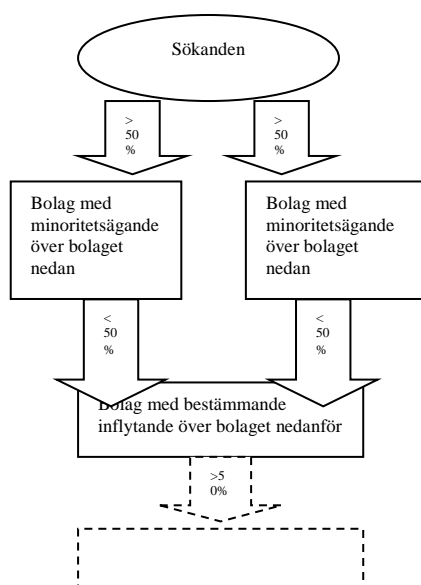 Sökanden
>
50
%
>
50
%
Bolag med
minoritetsägande
över bolaget
nedan
Bolag med
minoritetsägande
över bolaget
nedan
<
50
%
<
50
%
Bolag med bestämmande
inflytande över bolaget nedanför
>5
0%